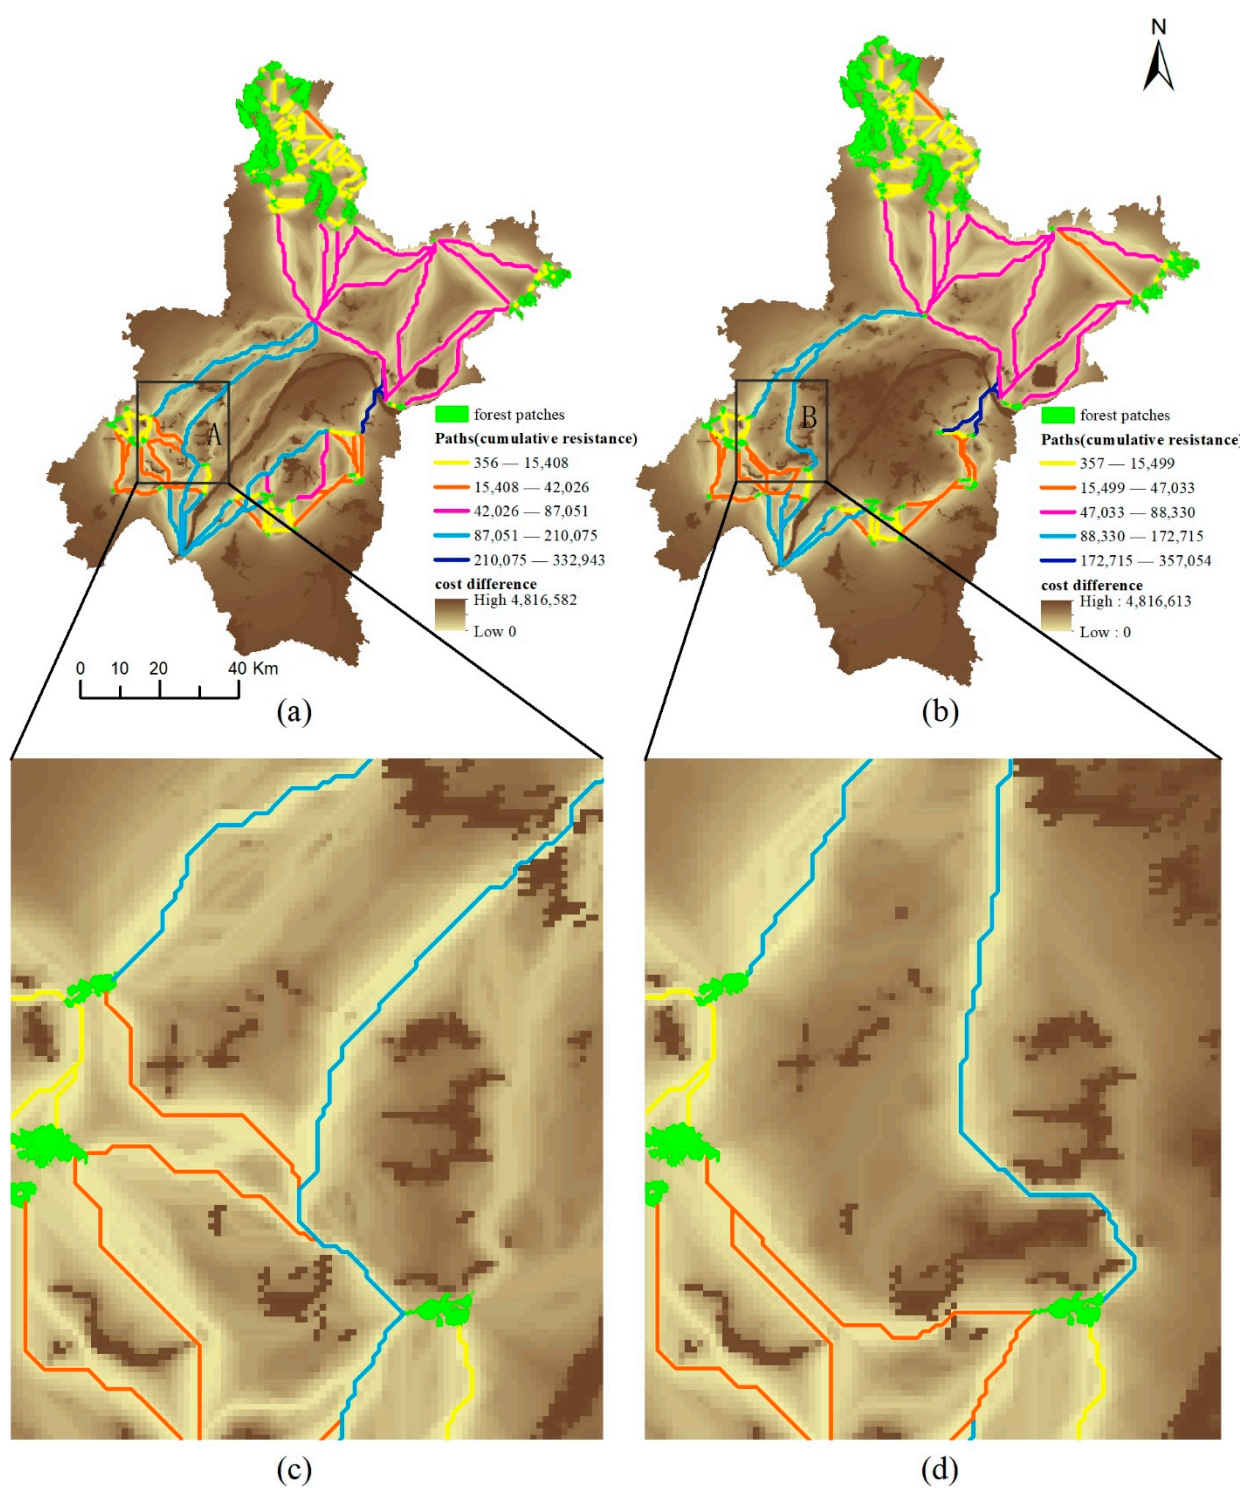 N
A
forest patches
Paths(cumulative resistance)
356 — 15,408
15,408 — 42,026
42,026 — 87,051
87,051 — 210,075
210,075 — 332,943
cost difference
High 4,816,582
Low 0
0 10 20 40 Km
(a)
B
forest patches
Paths(cumulative resistance)
357 — 15,499
15,499 — 47,033
47,033 — 88,330
88,330 — 172,715
172,715 — 357,054
cost difference
High : 4,816,613
Low : 0
(b)
(c)
(d)